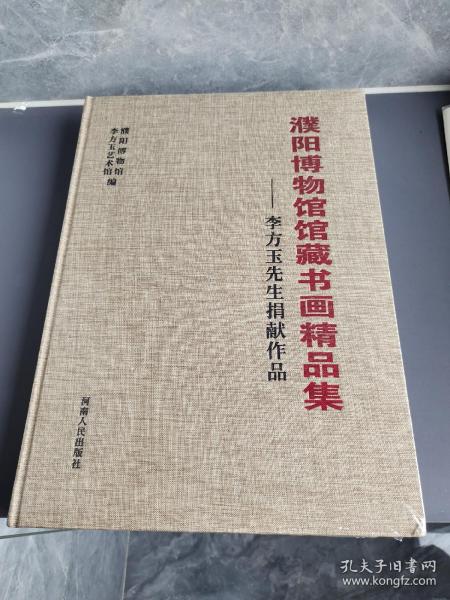 濮阳博物馆馆藏书画精品集
——李方玉先生捐献作品
濮阳博物馆
李方玉艺术馆 编
河南人民出版社
孔夫子旧书网
www.kongfz.com